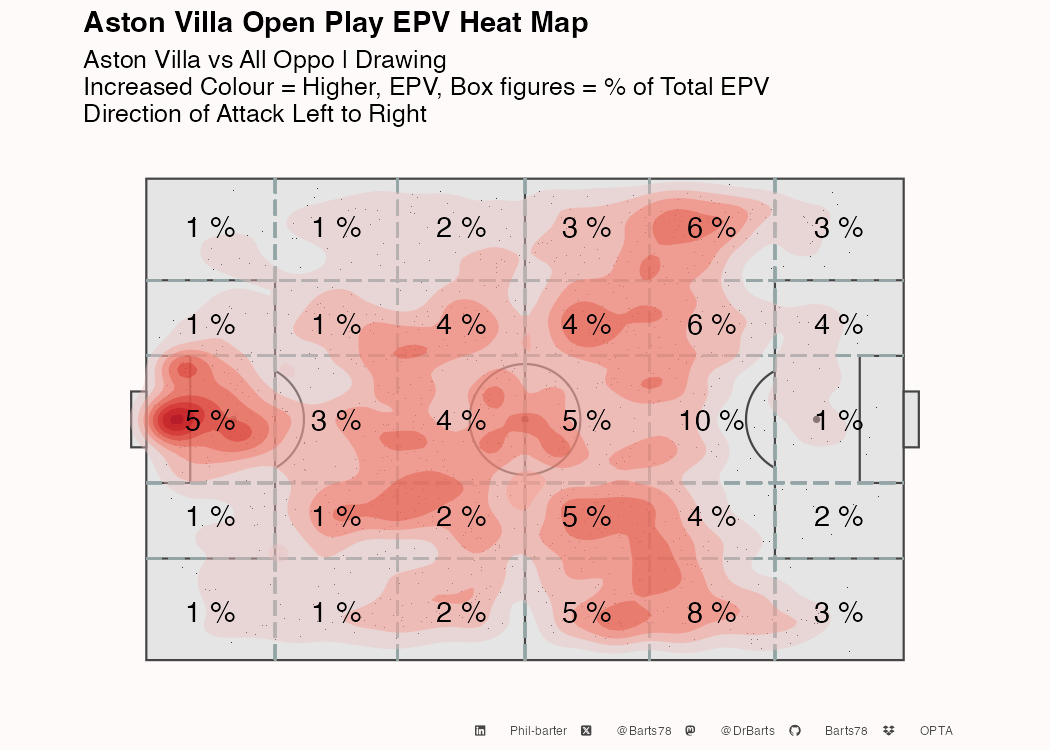 Aston Villa Open Play EPV Heat Map
Aston Villa vs All Oppo | Drawing
Increased Colour = Higher, EPV, Box figures = % of Total EPV
Direction of Attack Left to Right
1 % 1 % 2 % 3 % 6 % 3 %
1 % 1 % 4 % 4 % 6 % 4 %
5 % 3 % 4 % 5 % 10 % 1 %
1 % 1 % 2 % 5 % 4 % 2 %
1 % 1 % 2 % 5 % 8 % 3 %
Phil-barter @Barts78 @DrBarts Barts78 OPTA